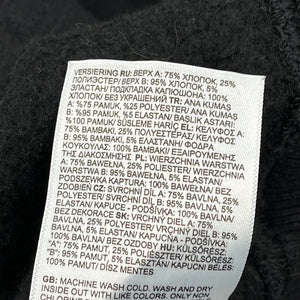 VERSIERING RU: ВЕРХ A: 75% ХЛОПОК, 25%
ПОЛИЭСТЕР / ВЕРХ B: 95% ХЛОПОК, 5%
ЭЛАСТАН/ ПОДКЛАДКА КАПЮШОНА: 100%
ХЛОПОК/ БЕЗ УКРАШЕНИЙ TR: ANA KUMAS
A: %75 PAMUK, %25 POLYESTER/ ANA KUMAS
B: %95 PAMUK, %5 ELASTAN/ BASLIK ASTARI:
%100 PAMUK/ SÜSLEME HARİÇ EL: ΚΕΛΥΦΟΣ A:
75% ΒΑΜΒΑΚΙ, 25% ΠΟΛΥΕΣΤΕΡΑΣ/ ΚΕΛΥΦΟΣ
B: 95% ΒΑΜΒΑΚΙ, 5% ΕΛΑΣΤΑΝ/ ΦΟΔΡΑ
ΚΟΥΚΟΥΛΑΣ: 100% ΒΑΜΒΑΚΙ/ ΕΞΑΙΡΟΥΜΕΝΗΣ
ΤΗΣ ΔΙΑΚΟΣΜΗΣΗΣ PL: WIERZCHNIA WARSTWA
A: 75% BAWEŁNA, 25% POLIESTER/ WIERZCHNIA
WARSTWA B: 95% BAWEŁNA, 5% ELASTAN/
PODSZEWKA KAPTURA: 100% BAWEŁNA/ BEZ
ZDOBIEŃ CZ: SVRCHNÍ DÍL A: 75% BAVLNA,
25% POLYESTER/ SVRCHNÍ DÍL B: 95%
BAVLNA, 5% ELASTAN/ KAPUCE: 100% BAVLNA/
BEZ DEKORACE SK: VRCHNÝ DIEL A: 75%
BAVLNA, 25% POLYESTER/ VRCHNÝ DIEL B: 95%
BAVLNA, 5% ELASTAN/ PODŠÍVKA KAPUCNE:
100% BAVLNA/ BEZ OZDOBY HU: KÜLSŐRÉSZ
"A": 75% PAMUT, 25% POLIÉSZTER/ KÜLSŐRÉSZ
"B": 95% PAMUT, 5% ELASZTÁN/ KAPUCNI BÉLÉS:
100% PAMUT/ DÍSZ MENTES
GB: MACHINE WASH COLD. WASH AND DRY
INSIDE OUT WITH LIKE COLORS. ONLY NON